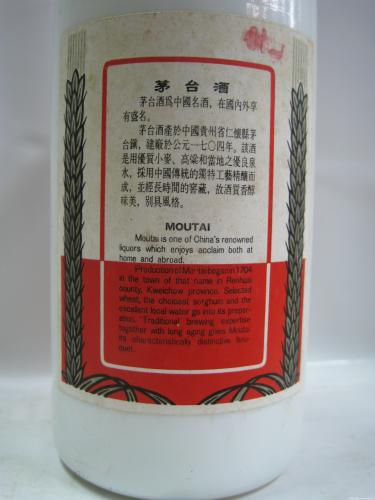 茅台酒
茅台酒爲中國名酒，在國內外享
有盛名。
茅台酒產於中國貴州省仁懷縣茅
台鎭，建廠於公元一七〇四年。該酒
是用優質小麥、高粱和當地之優良泉
水，採用中國傳統的獨特工藝精釀而
成，並經長時間的窖藏，故酒質香醇
味美，別具風格。
MOUTAI
Moutai is one of China's renowned
liquors which enjoys acclaim both at
home and abroad.
Production of Moutai began in 1704
in the town of that name in Renhuai
county, Kweichow province. Selected
wheat, the choicest sorghum and the
excellent local water go into its prepar-
ation. Traditional brewing expertise
together with long aging gives Moutai
its characteristically distinctive bou-
quet.